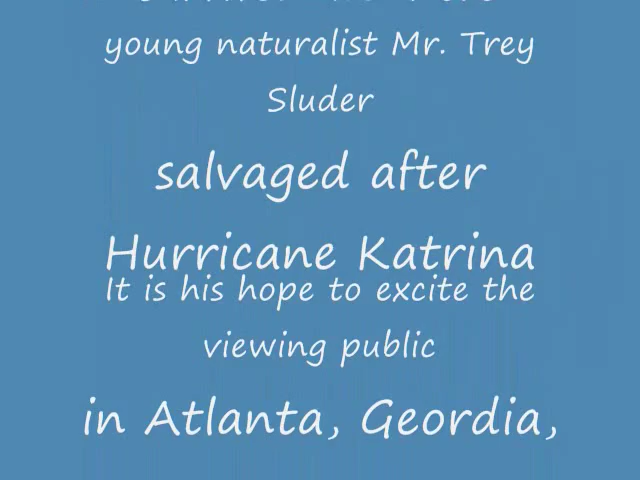 young naturalist Mr. Trey
Sluder
salvaged after
Hurricane Katrina
It is his hope to excite the
viewing public
in Atlanta, Geordia,